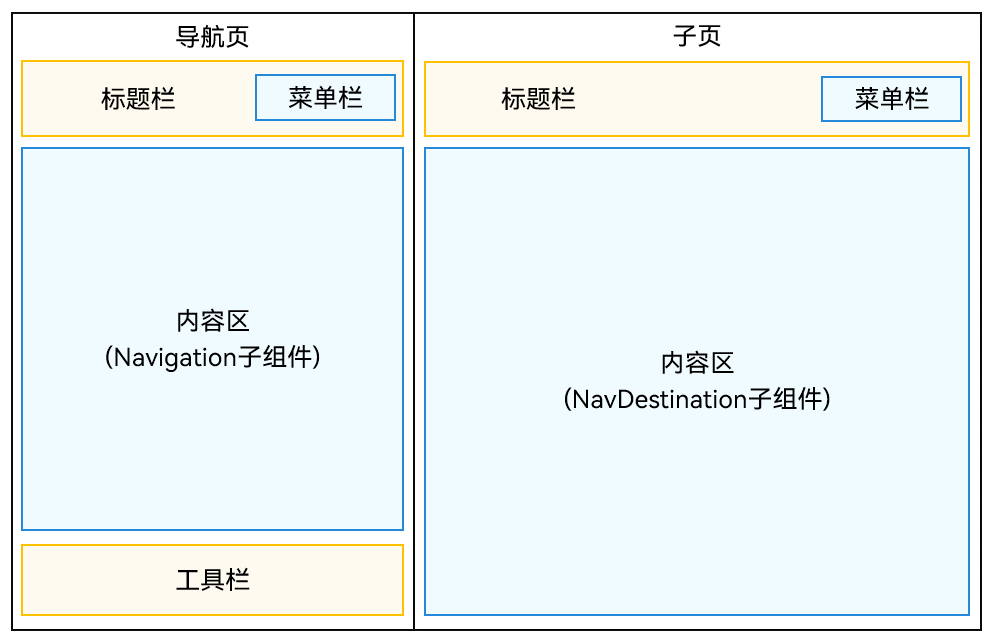 导航页
标题栏
菜单栏
内容区
(Navigation子组件)
工具栏
子页
标题栏
菜单栏
内容区
(NavDestination子组件)